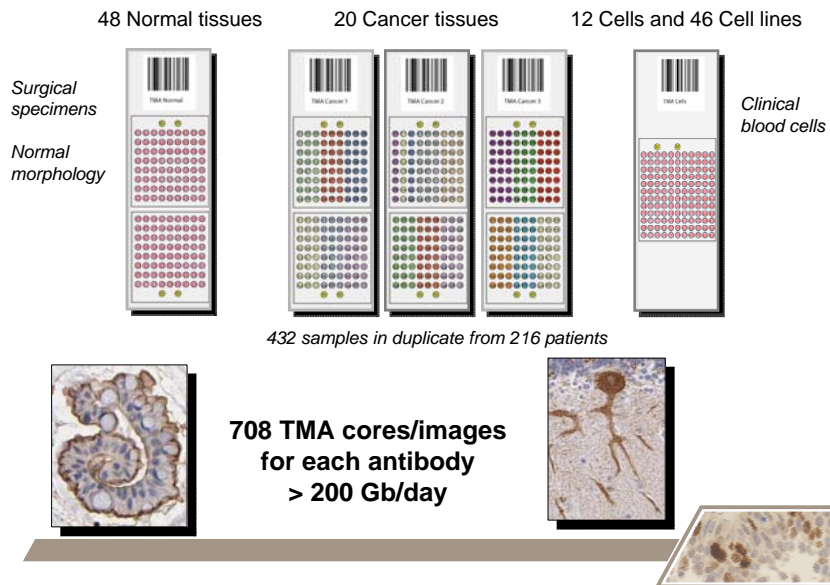 48 Normal tissues
20 Cancer tissues
12 Cells and 46 Cell lines
Surgical
specimens
Normal
morphology
TMA Normal
TMA Cancer 1
TMA Cancer 2
TMA Cancer 3
TMA Cells
Clinical
blood cells
432 samples in duplicate from 216 patients
708 TMA cores/images
for each antibody
> 200 Gb/day